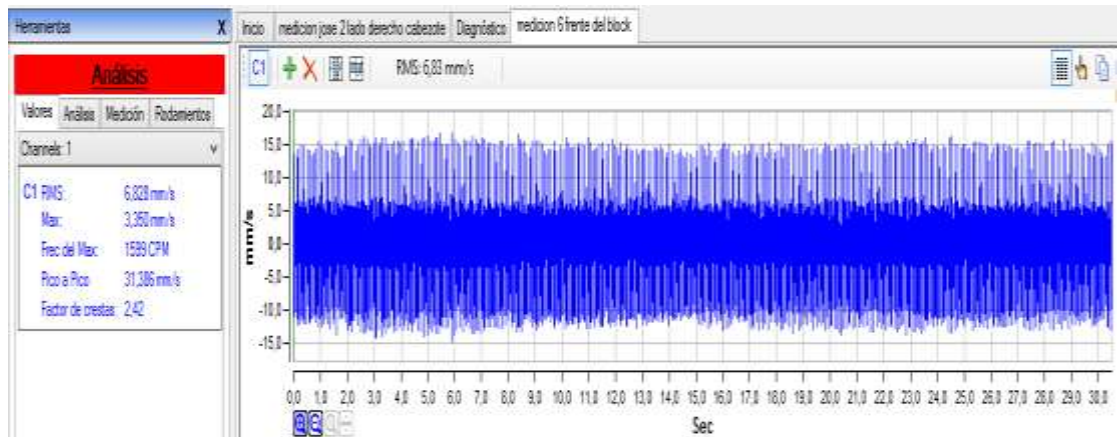 Herramientas X
Análisis
Valores Análisis Medición Rodamientos
Channels: 1
C1 RMS: 6,828 mm/s
Max: 3,350 mm/s
Frec del Max: 1599 CPM
Pico a Pico 31,386 mm/s
Factor de crestas: 2,42
Inicio medicion jose 2 lado derecho cabezote Diagnóstico medicion 6 frente del block
C1 RMS: 6,83 mm/s
20,0
15,0
10,0
5,0
0,0
-5,0
-10,0
-15,0
mm/s
0,0 1,0 2,0 3,0 4,0 5,0 6,0 7,0 8,0 9,0 10,0 11,0 12,0 13,0 14,0 15,0 16,0 17,0 18,0 19,0 20,0 21,0 22,0 23,0 24,0 25,0 26,0 27,0 28,0 29,0 30,0
Sec